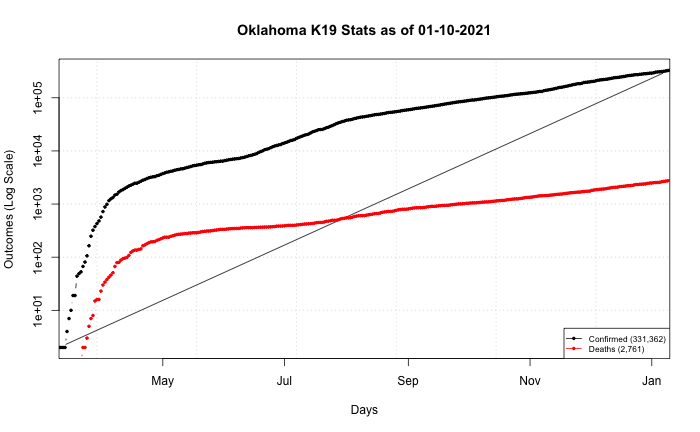 Oklahoma K19 Stats as of 01-10-2021
Outcomes (Log Scale)
1e+05
1e+04
1e+03
1e+02
1e+01
Confirmed (331,362)
Deaths (2,761)
May
Jul
Sep
Nov
Jan
Days